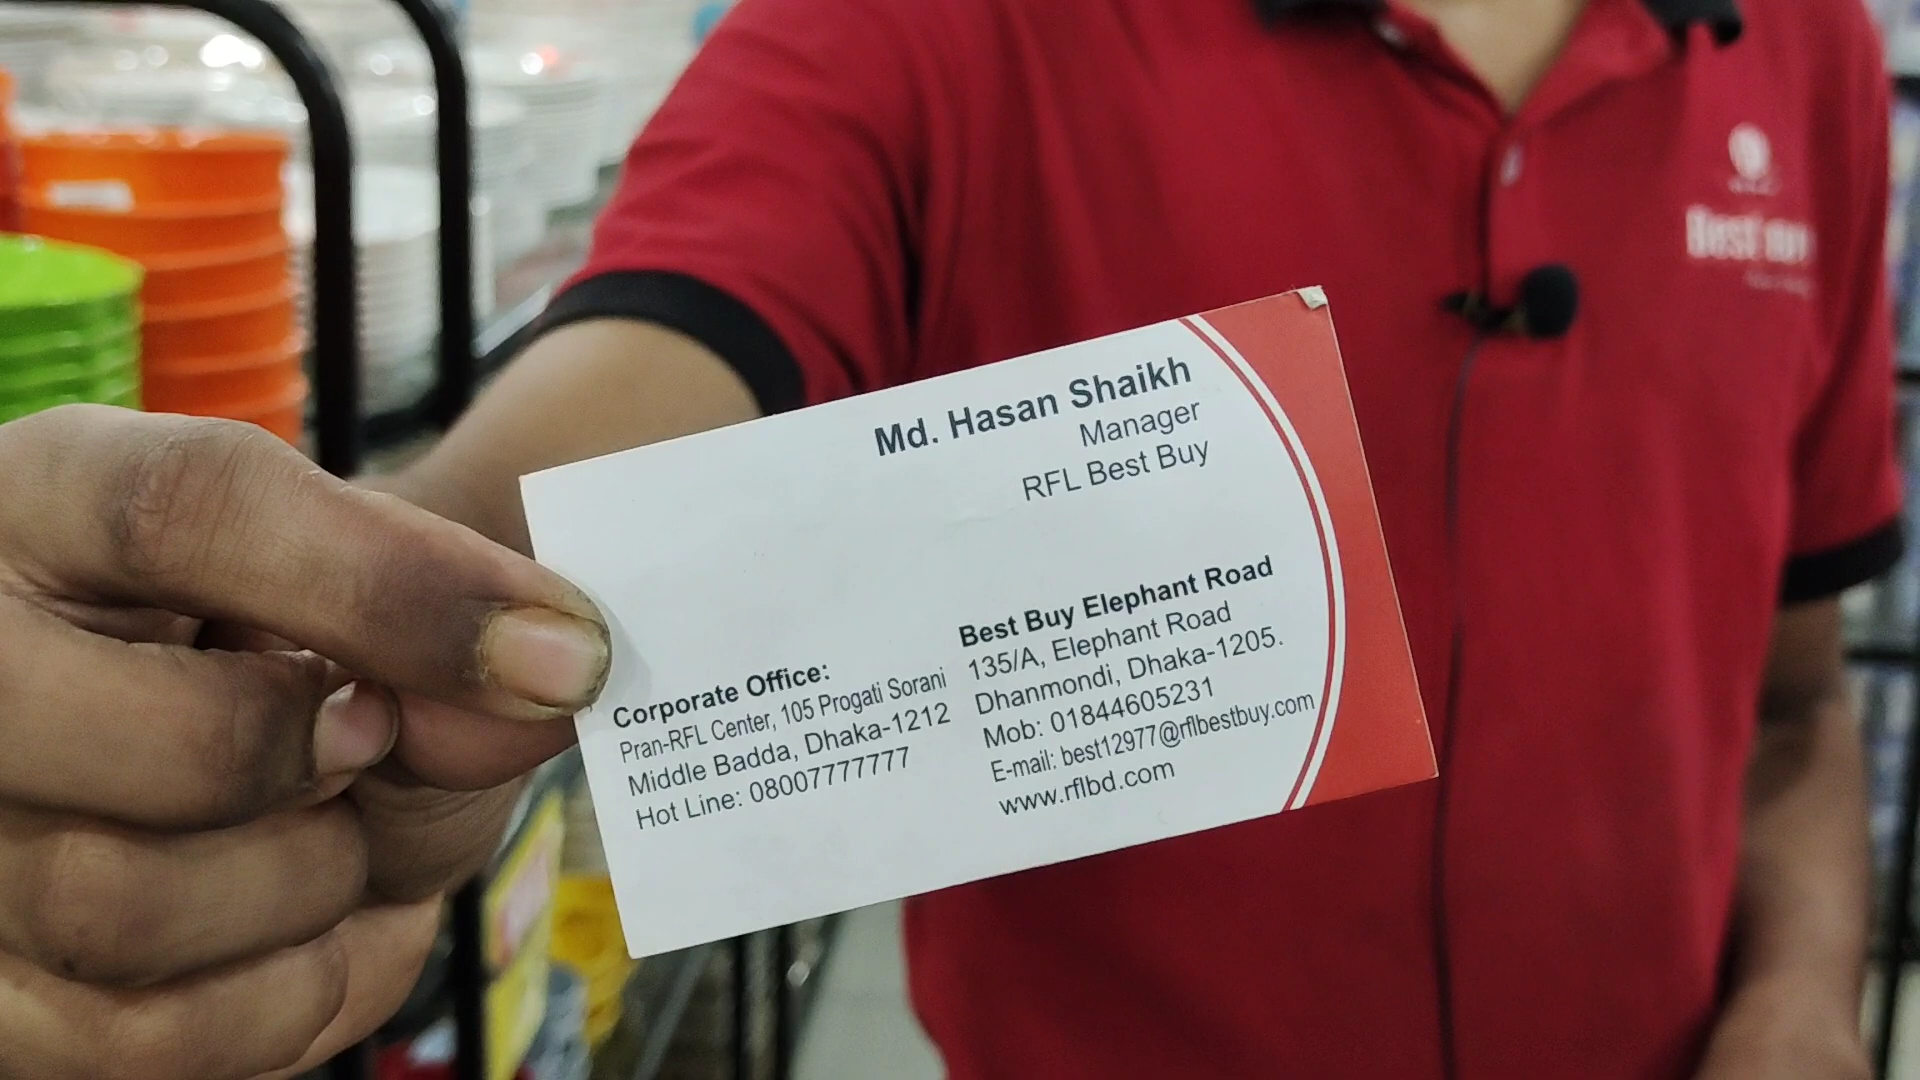 Md. Hasan Shaikh
Manager
RFL Best Buy
Corporate Office:
Pran-RFL Center, 105 Progati Sorani
Middle Badda, Dhaka-1212
Hot Line: 08007777777
Best Buy Elephant Road
135/A, Elephant Road
Dhanmondi, Dhaka-1205.
Mob: 01844605231
E-mail: best12977@rflbestbuy.com
www.rflbd.com
Best Buy